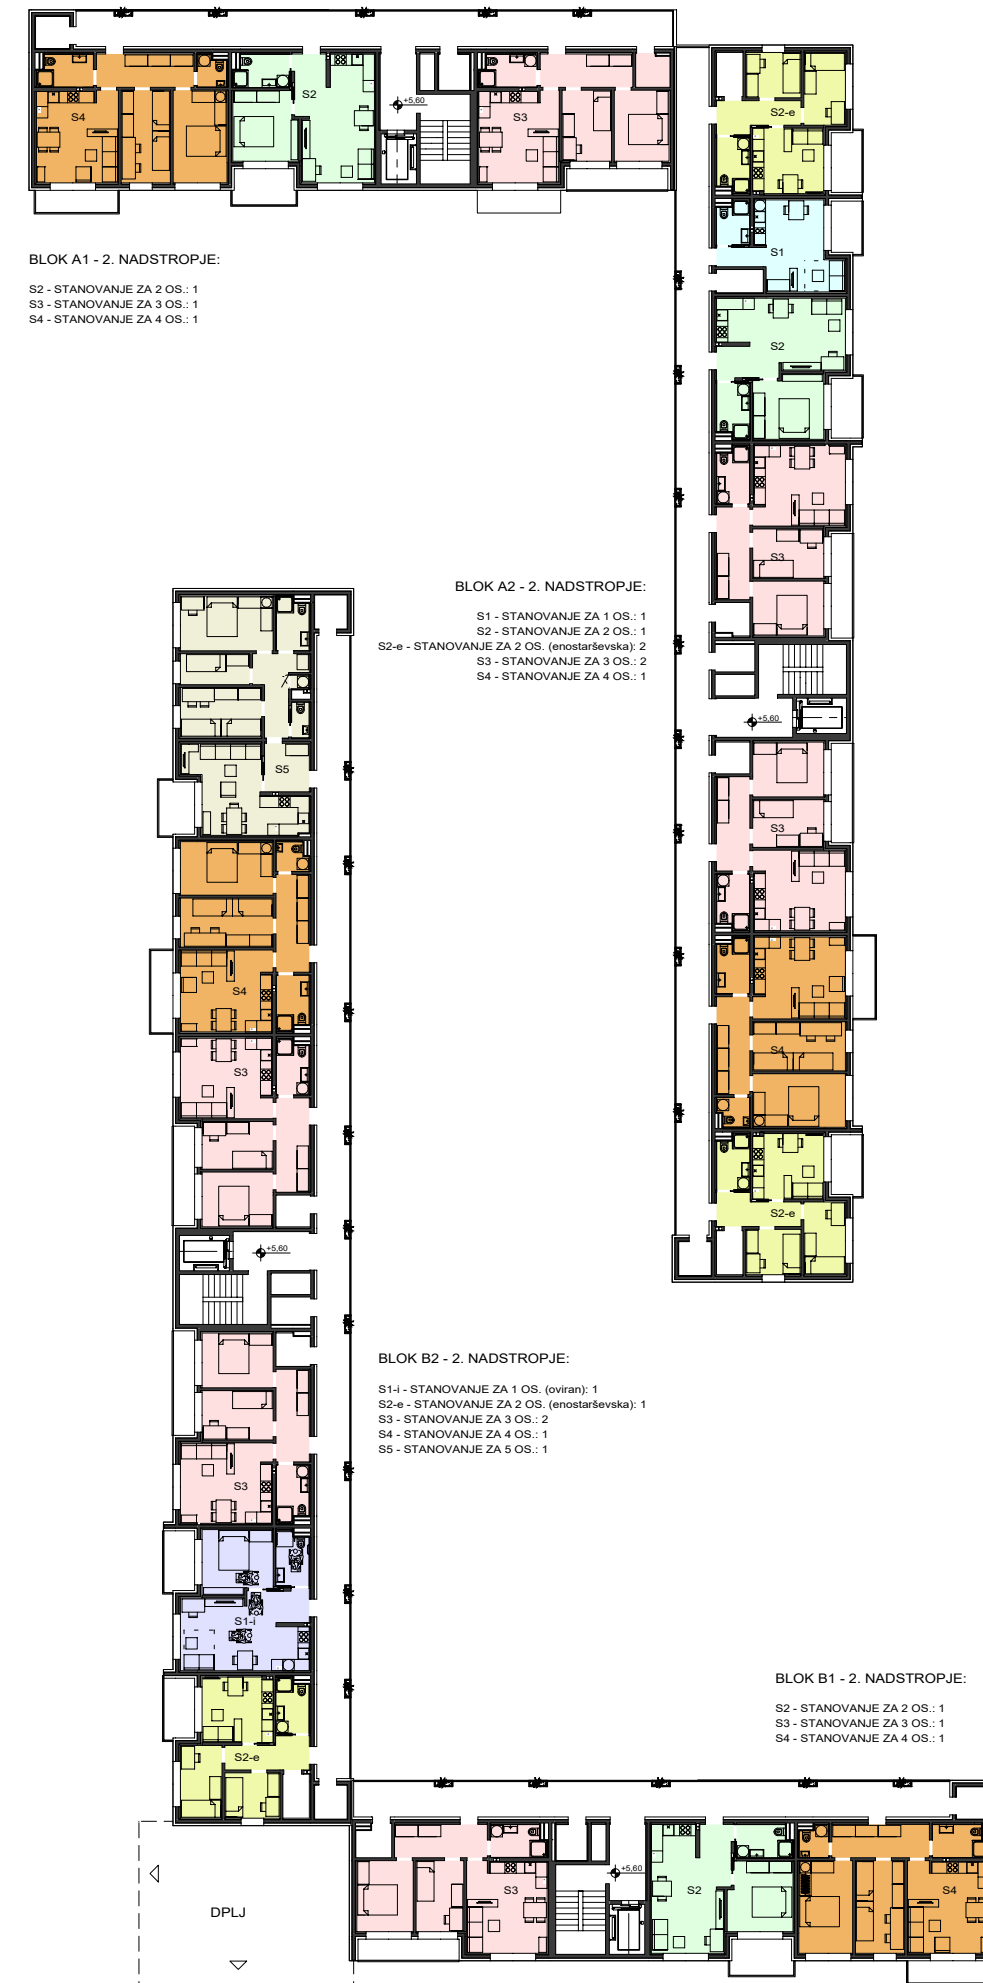 S4
S2
+5,60
S3
S2-e
BLOK A1 - 2. NADSTROPJE:
S2 - STANOVANJE ZA 2 OS.: 1
S3 - STANOVANJE ZA 3 OS.: 1
S4 - STANOVANJE ZA 4 OS.: 1
S1
S2
S3
BLOK A2 - 2. NADSTROPJE:
S1 - STANOVANJE ZA 1 OS.: 1
S2 - STANOVANJE ZA 2 OS.: 1
S2-e - STANOVANJE ZA 2 OS. (enostarševska): 2
S3 - STANOVANJE ZA 3 OS.: 2
S4 - STANOVANJE ZA 4 OS.: 1
+5,60
S3
S4
S2-e
S5
S4
S3
+5,60
S3
S1-i
S2-e
BLOK B2 - 2. NADSTROPJE:
S1-i - STANOVANJE ZA 1 OS. (oviran): 1
S2-e - STANOVANJE ZA 2 OS. (enostarševska): 1
S3 - STANOVANJE ZA 3 OS.: 2
S4 - STANOVANJE ZA 4 OS.: 1
S5 - STANOVANJE ZA 5 OS.: 1
BLOK B1 - 2. NADSTROPJE:
S2 - STANOVANJE ZA 2 OS.: 1
S3 - STANOVANJE ZA 3 OS.: 1
S4 - STANOVANJE ZA 4 OS.: 1
S3
+5,60
S2
S4
DPLJ